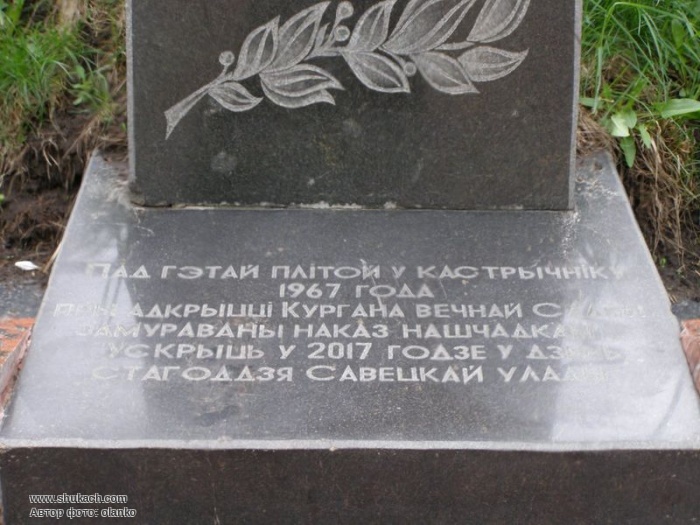 Пад гэтай плітой у кастрычніку
1967 года
пры адкрыцці Кургана вечнай Славы
замураваны наказ нашчадкам
ускрыць у 2017 годзе у дзень
стагоддзя Савецкай улады
www.shukach.com
Автор фото: olanko